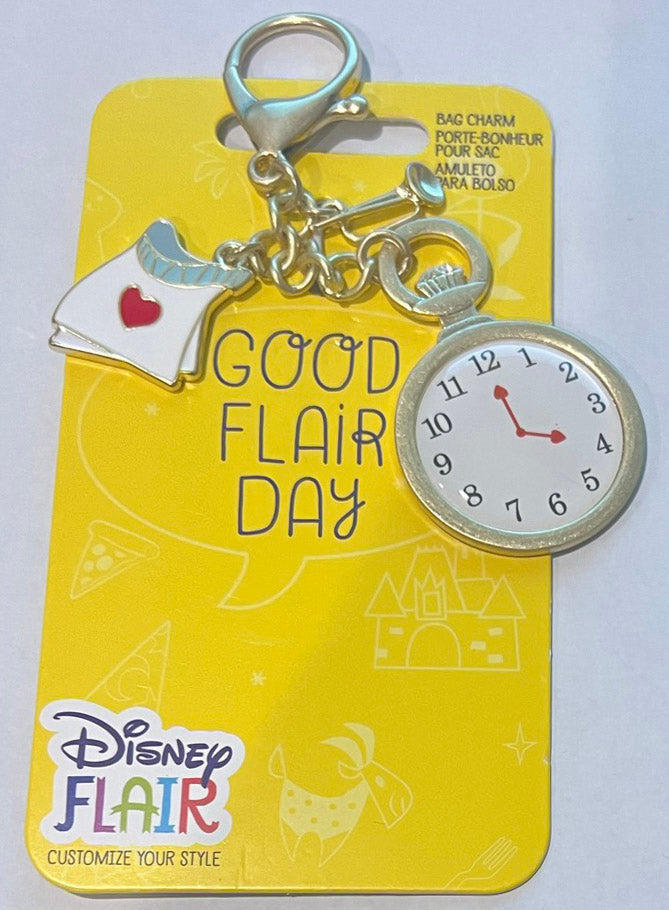 BAG CHARM
PORTE-BONHEUR
POUR SAC
AMULETO
PARA BOLSO
GOOD
FLAiR
DAY
12
1
2
3
4
5
6
7
8
9
10
11
DiSNEY
FLAIR
CUSTOMIZE YOUR STYLE